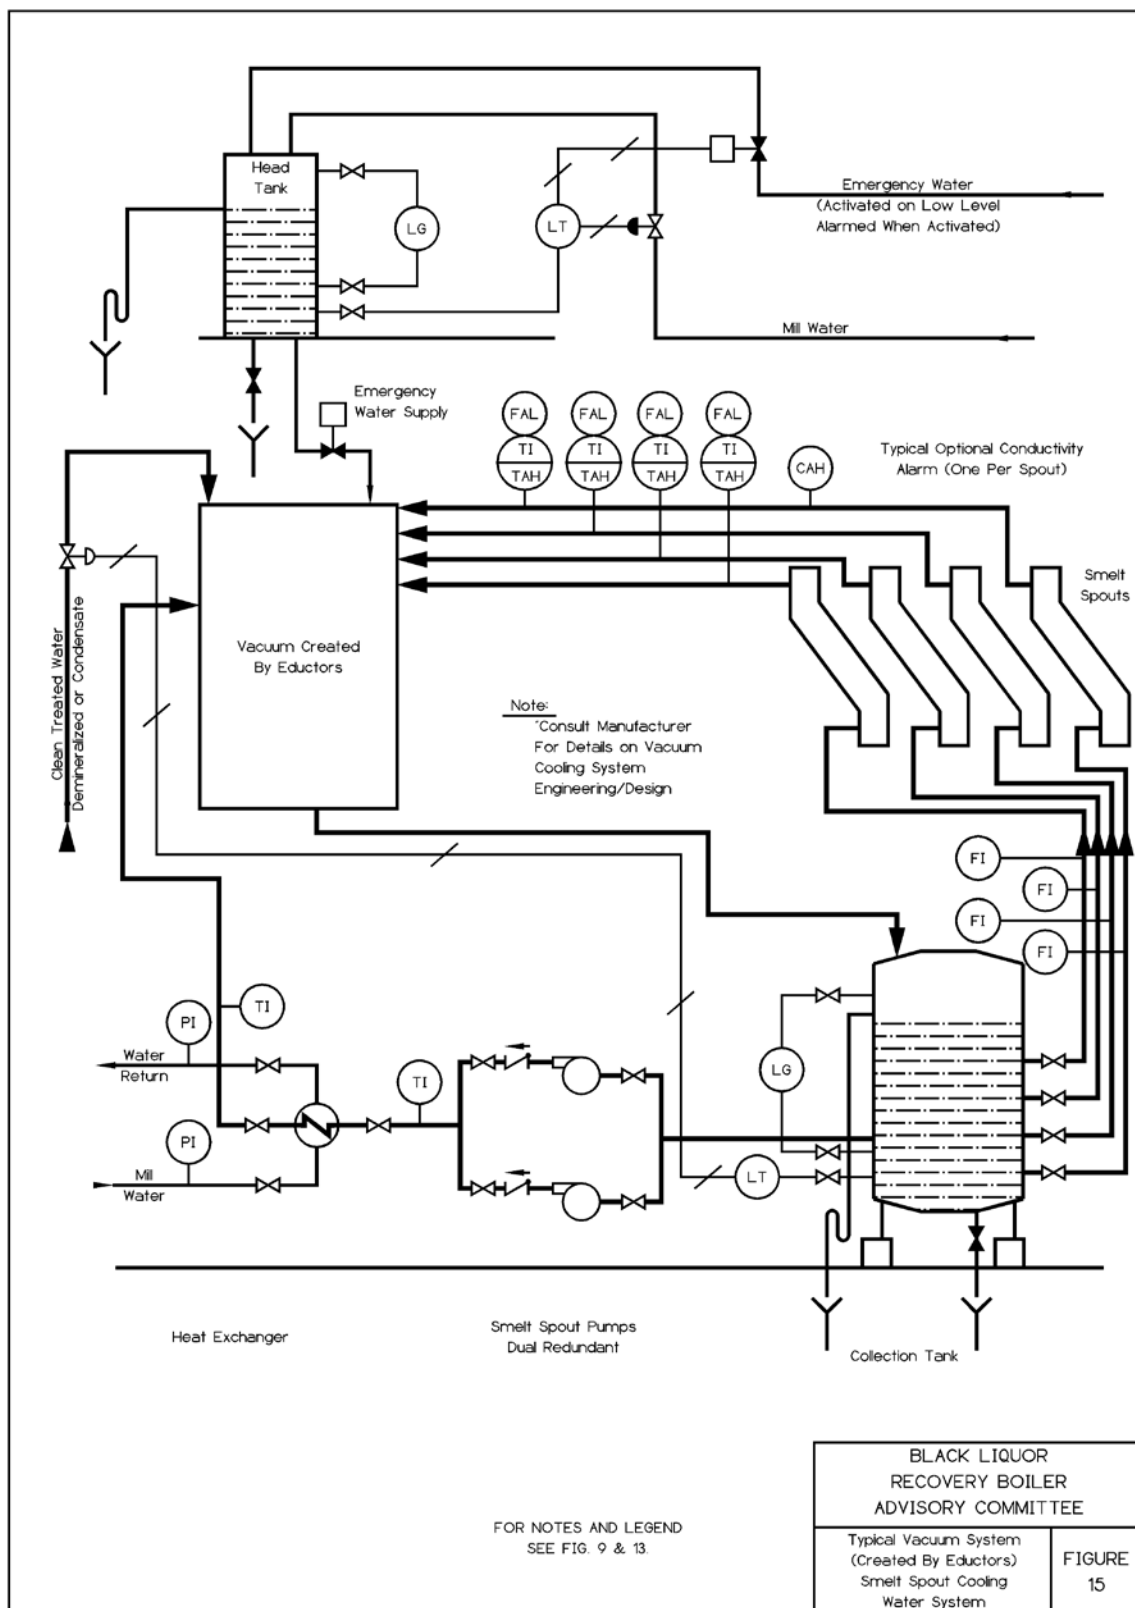 Head
Tank
LG
LT
Emergency Water
(Activated on Low Level
Alarmed When Activated)
Mill Water
Emergency
Water Supply
FAL
FAL
FAL
FAL
TI
TI
TI
TI
TAH
TAH
TAH
TAH
CAH
Typical Optional Conductivity
Alarm (One Per Spout)
Smelt
Spouts
Clean Treated Water
Demineralized or Condensate
Vacuum Created
By Eductors
Note:
"Consult Manufacturer
For Details on Vacuum
Cooling System
Engineering/Design
FI
FI
FI
FI
TI
PI
Water
Return
TI
LG
PI
Mill
Water
LT
Heat Exchanger
Smelt Spout Pumps
Dual Redundant
Collection Tank
FOR NOTES AND LEGEND
SEE FIG. 9 & 13.
BLACK LIQUOR
RECOVERY BOILER
ADVISORY COMMITTEE
Typical Vacuum System
(Created By Eductors)
Smelt Spout Cooling
Water System
FIGURE
15